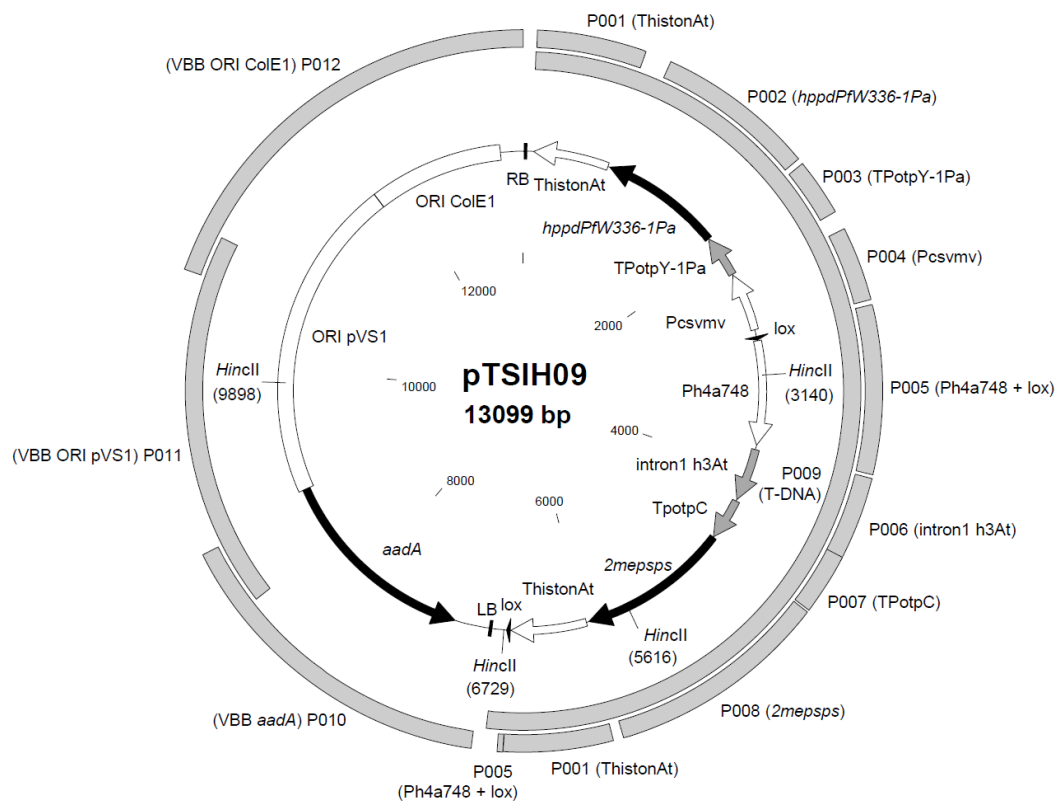 P001 (ThistonAt)
(VBB ORI ColE1) P012
P002 (hppdPfW336-1Pa)
P003 (TPotpY-1Pa)
P004 (Pcsvmv)
P005 (Ph4a748 + lox)
P009
(T-DNA)
P006 (intron1 h3At)
P007 (TPotpC)
P008 (2mepsps)
P001 (ThistonAt)
P005
(Ph4a748 + lox)
(VBB aadA) P010
(VBB ORI pVS1) P011
RB
ThistonAt
ORI ColE1
hppdPfW336-1Pa
TPotpY-1Pa
Pcsvmv
lox
HincII
(3140)
Ph4a748
intron1 h3At
TpotpC
2mepsps
HincII
(5616)
ThistonAt
lox
LB
HincII
(6729)
aadA
HincII
(9898)
ORI pVS1
12000
2000
10000
4000
8000
6000
pTSIH09
13099 bp